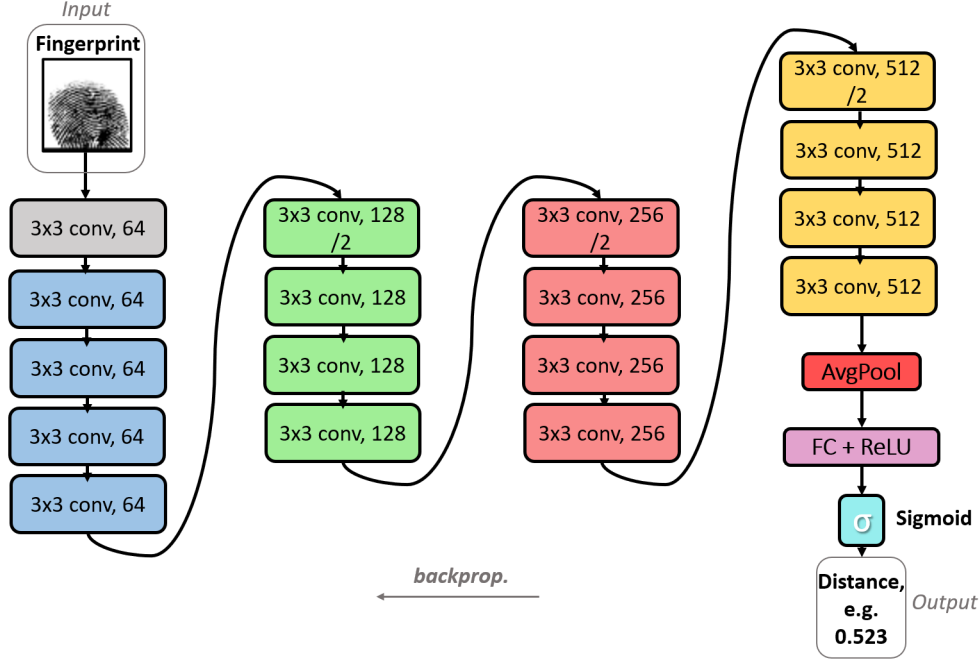 Input
Fingerprint
3x3 conv, 64
3x3 conv, 64
3x3 conv, 64
3x3 conv, 64
3x3 conv, 64
3x3 conv, 128
/2
3x3 conv, 128
3x3 conv, 128
3x3 conv, 128
3x3 conv, 256
/2
3x3 conv, 256
3x3 conv, 256
3x3 conv, 256
3x3 conv, 512
/2
3x3 conv, 512
3x3 conv, 512
3x3 conv, 512
AvgPool
FC + ReLU
σ
Sigmoid
Distance,
e.g.
0.523
Output
backprop.